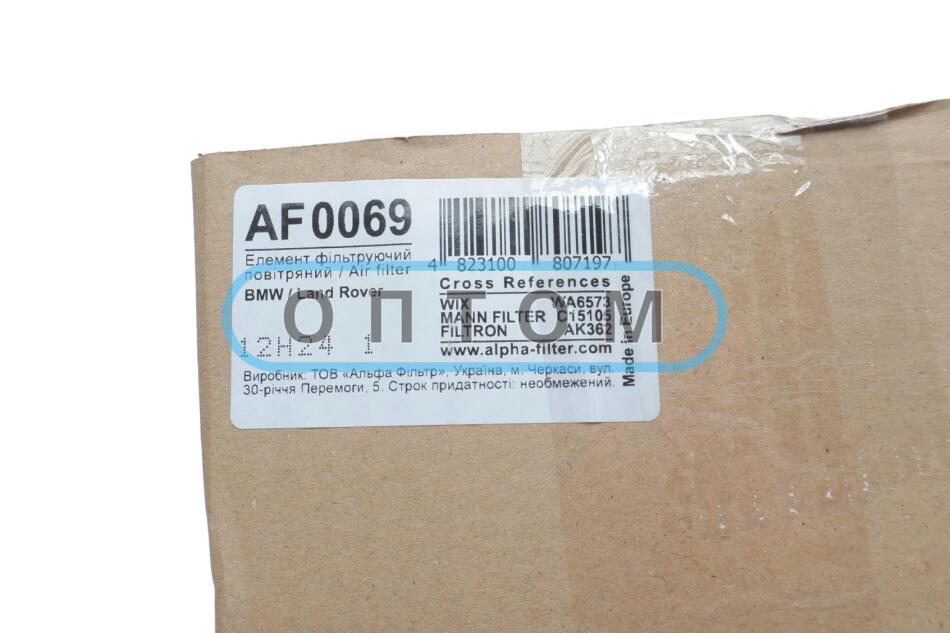 AF0069
Елемент фільтруючий
повітряний / Air filter
BMW / Land Rover
12H24 1
4 823100 807197
Cross References
WIX WA6573
MANN FILTER C15105
FILTRON AK362
www.alpha-filter.com
Made in Europe
Виробник: ТОВ «Альфа Фільтр», Україна, м. Черкаси, вул.
30-річчя Перемоги, 5. Строк придатності: необмежений.
ОПТОМ